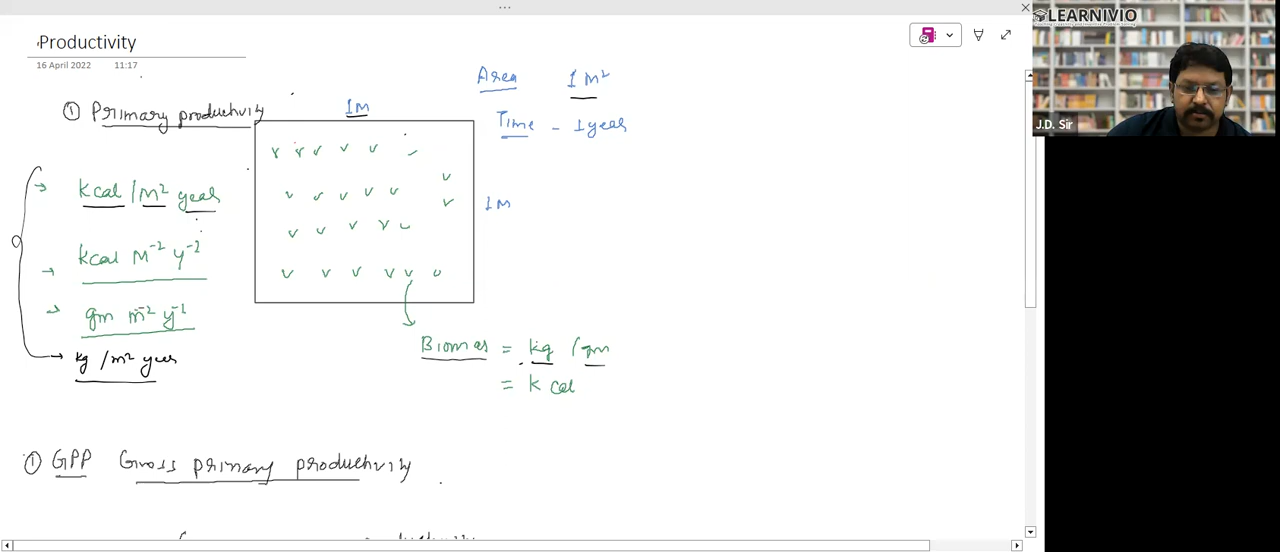 Productivity
16 April 2022 11:17
LEARNIVIO
J.D. Sir
① Primary productivity
1M
Area 1 M²
Time - 1 year
1M
→ kcal / M² year
→ kcal M⁻² y⁻¹
→ gm m⁻² y⁻¹
→ kg / m² year
Biomas = kg / gm
= k cal
① GPP Gross primary productivity